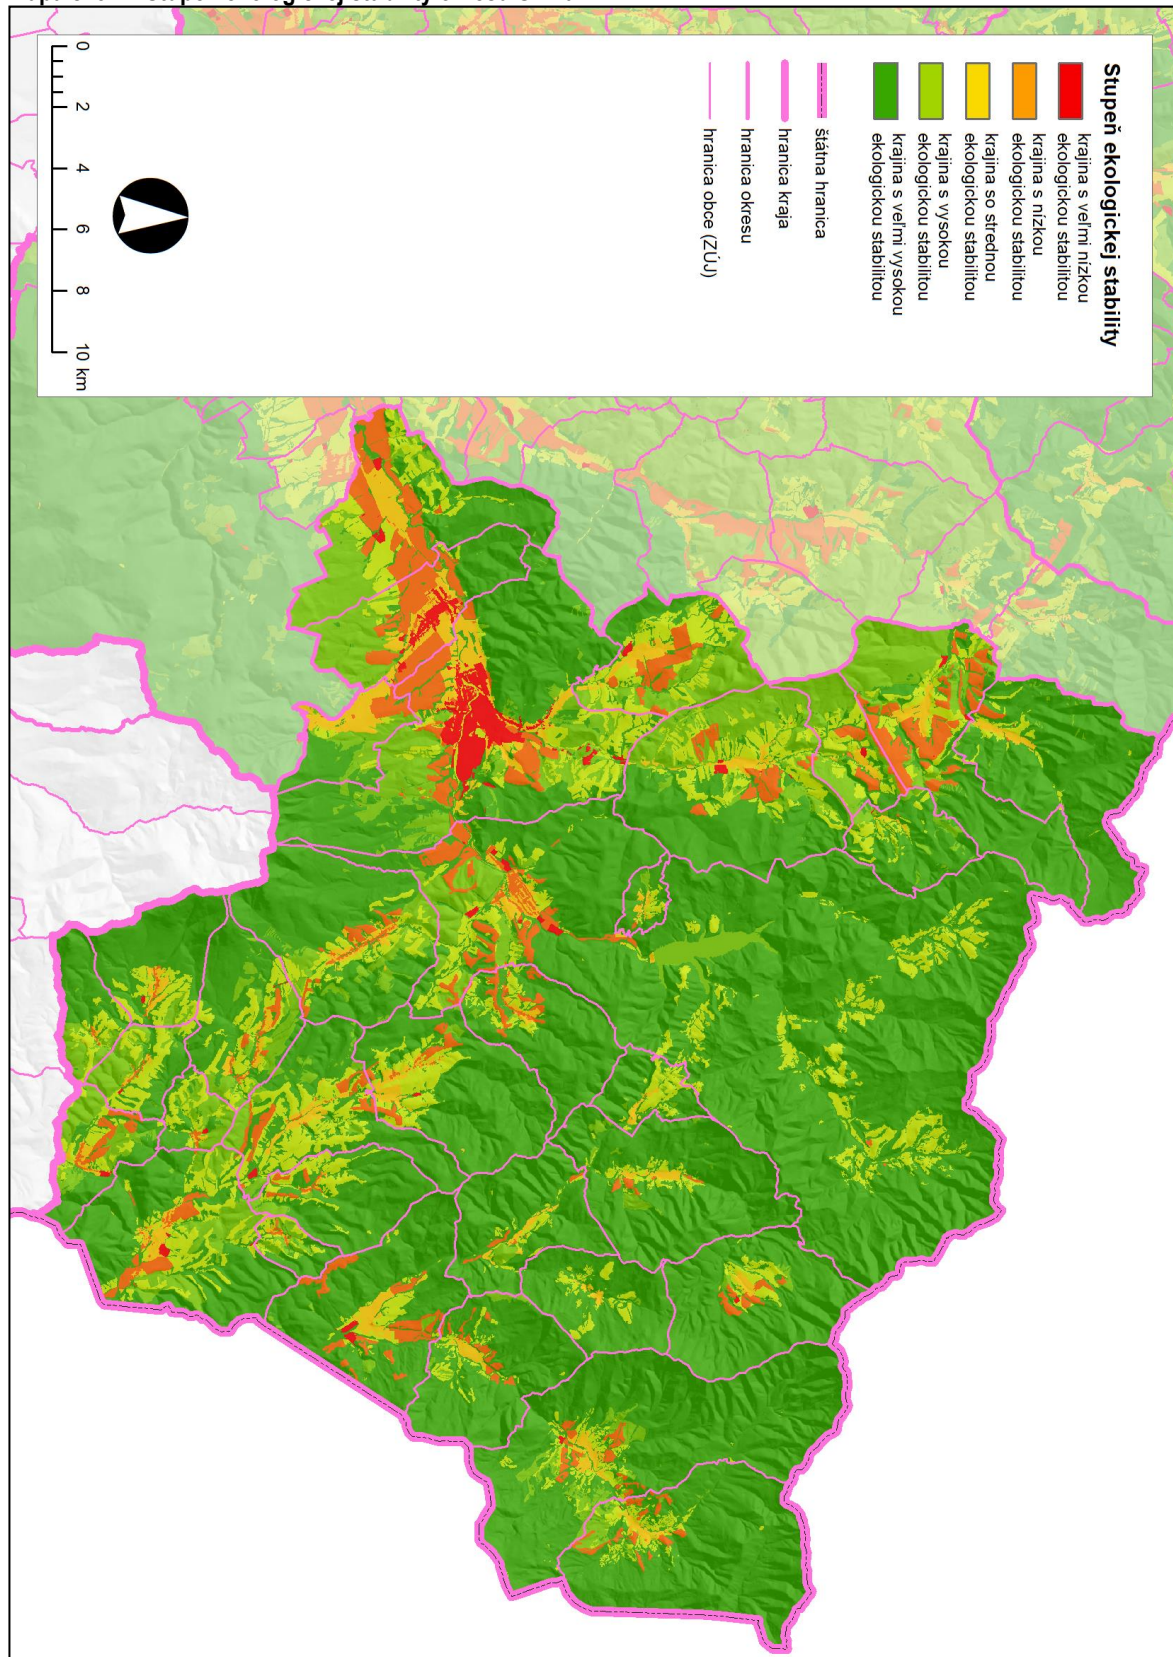 Stupeň ekologickej stability
krajina s veľmi nízkou
ekologickou stabilitou
krajina s nízkou
ekologickou stabilitou
krajina so strednou
ekologickou stabilitou
krajina s vysokou
ekologickou stabilitou
krajina s veľmi vysokou
ekologickou stabilitou
štátna hranica
hranica kraja
hranica okresu
hranica obce (ZÚJ)
0 2 4 6 8 10 km